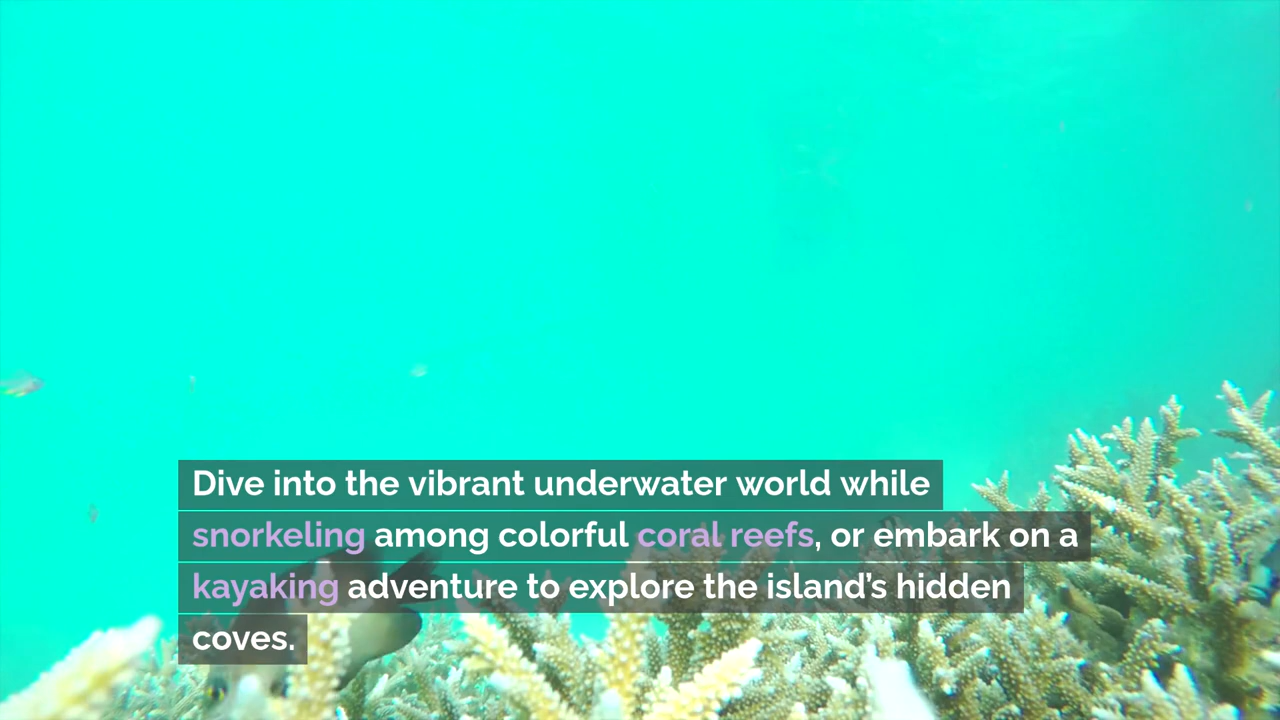 Dive into the vibrant underwater world while
snorkeling among colorful coral reefs, or embark on a
kayaking adventure to explore the island’s hidden
coves.